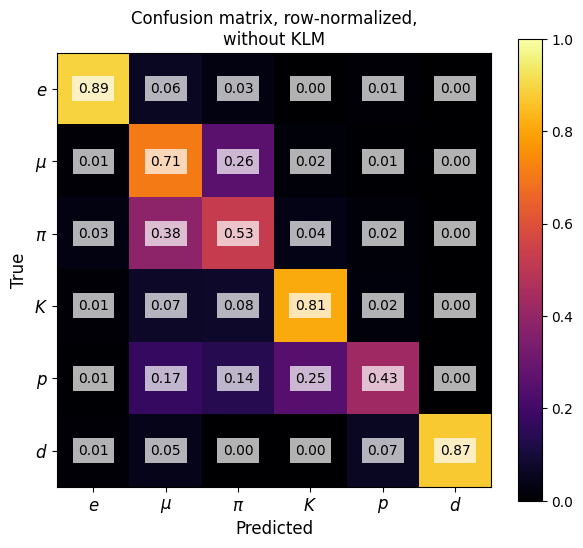 Confusion matrix, row-normalized,
without KLM
1.0
e 0.89 0.06 0.03 0.00 0.01 0.00
μ 0.01 0.71 0.26 0.02 0.01 0.00
0.8
π 0.03 0.38 0.53 0.04 0.02 0.00
0.6
True
K 0.01 0.07 0.08 0.81 0.02 0.00
0.4
p 0.01 0.17 0.14 0.25 0.43 0.00
0.2
d 0.01 0.05 0.00 0.00 0.07 0.87
0.0
e μ π K p d
Predicted